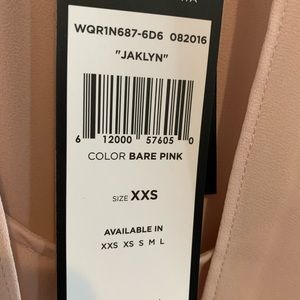 WQR1N687-6D6 082016
"JAKLYN"
6 12000 57605 0
COLOR BARE PINK
SIZE XXS
AVAILABLE IN
XXS XS S M L